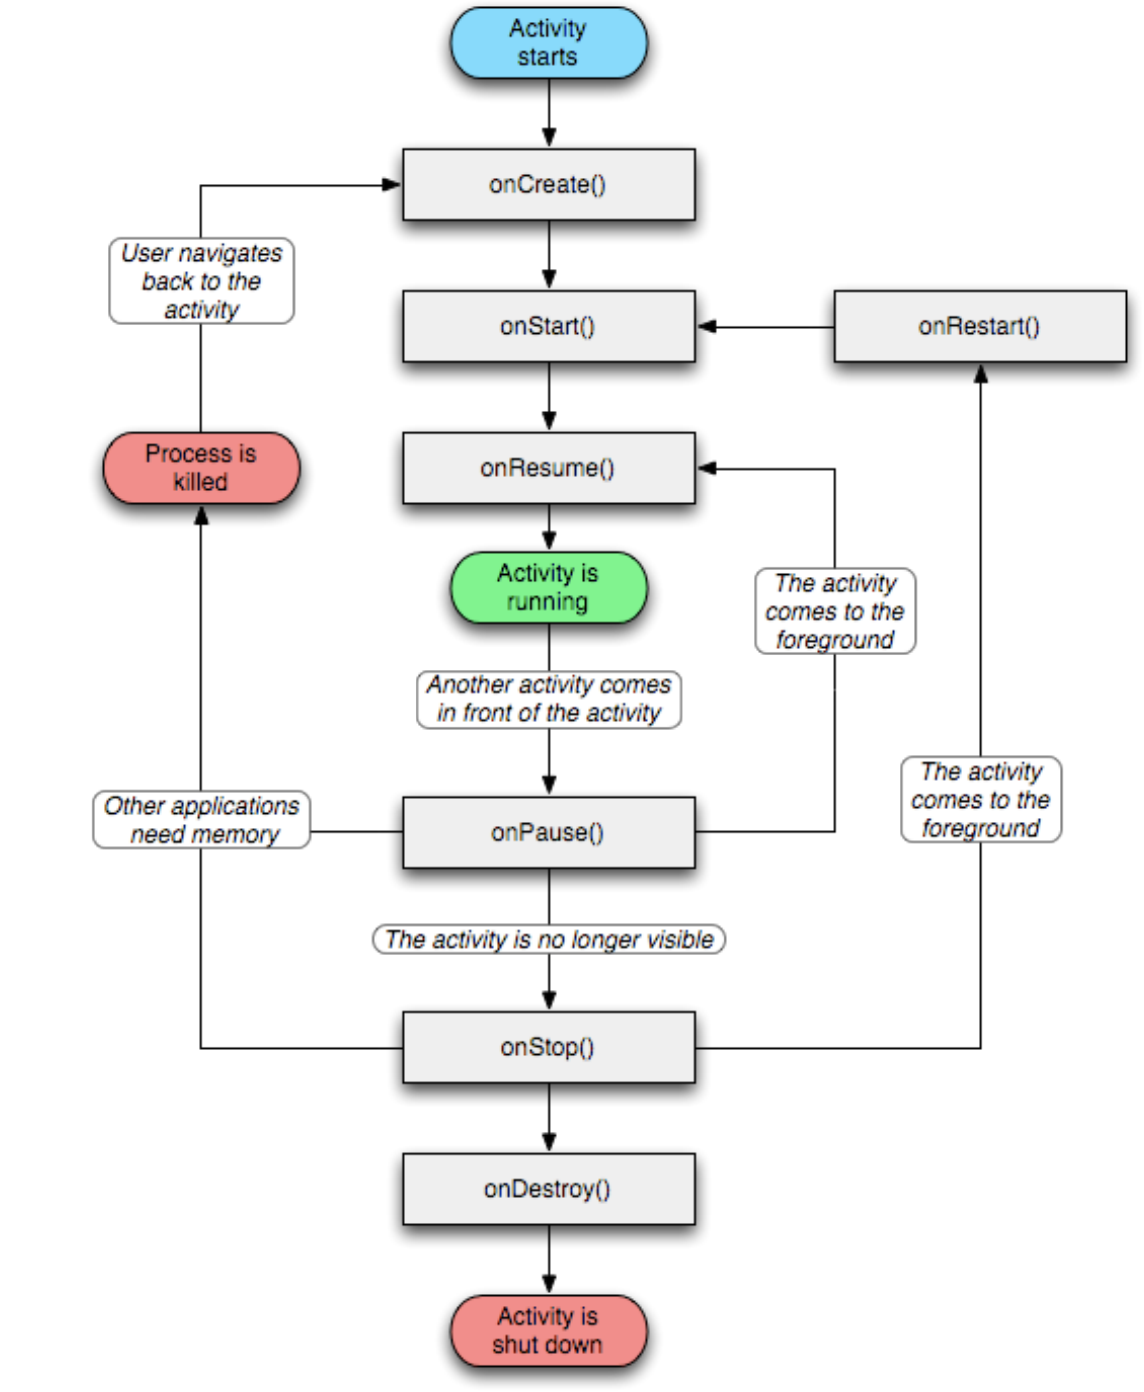 Activity
starts
onCreate()
User navigates
back to the
activity
onStart()
onRestart()
Process is
killed
onResume()
Activity is
running
The activity
comes to the
foreground
Another activity comes
in front of the activity
The activity
comes to the
foreground
Other applications
need memory
onPause()
The activity is no longer visible
onStop()
onDestroy()
Activity is
shut down